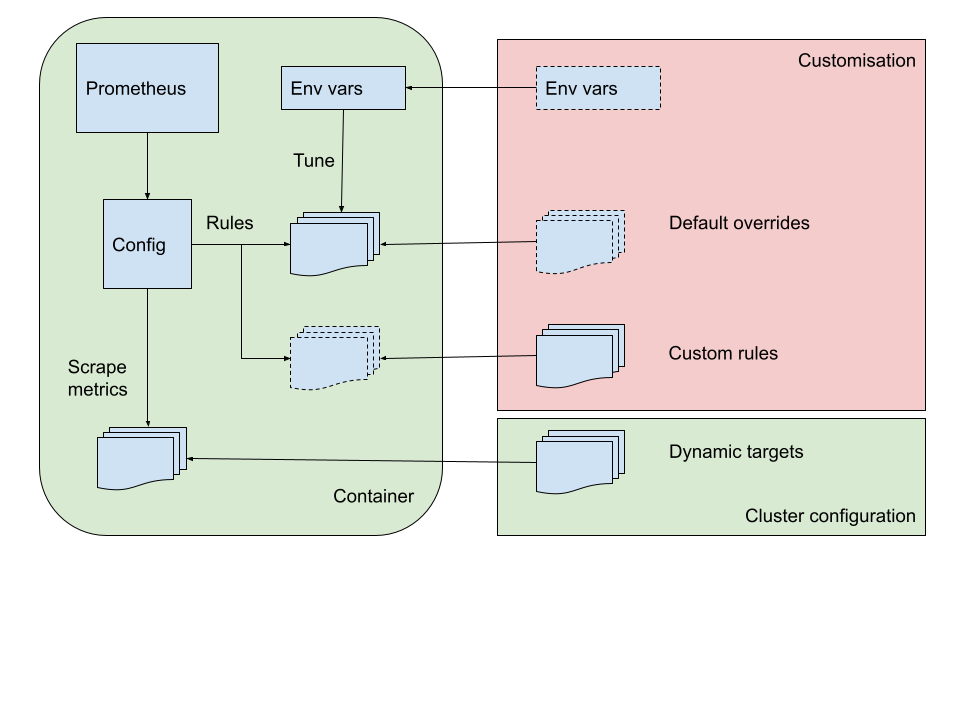 Customisation
Prometheus
Env vars
Env vars
Tune
Rules
Default overrides
Config
Custom rules
Scrape
metrics
Dynamic targets
Container
Cluster configuration